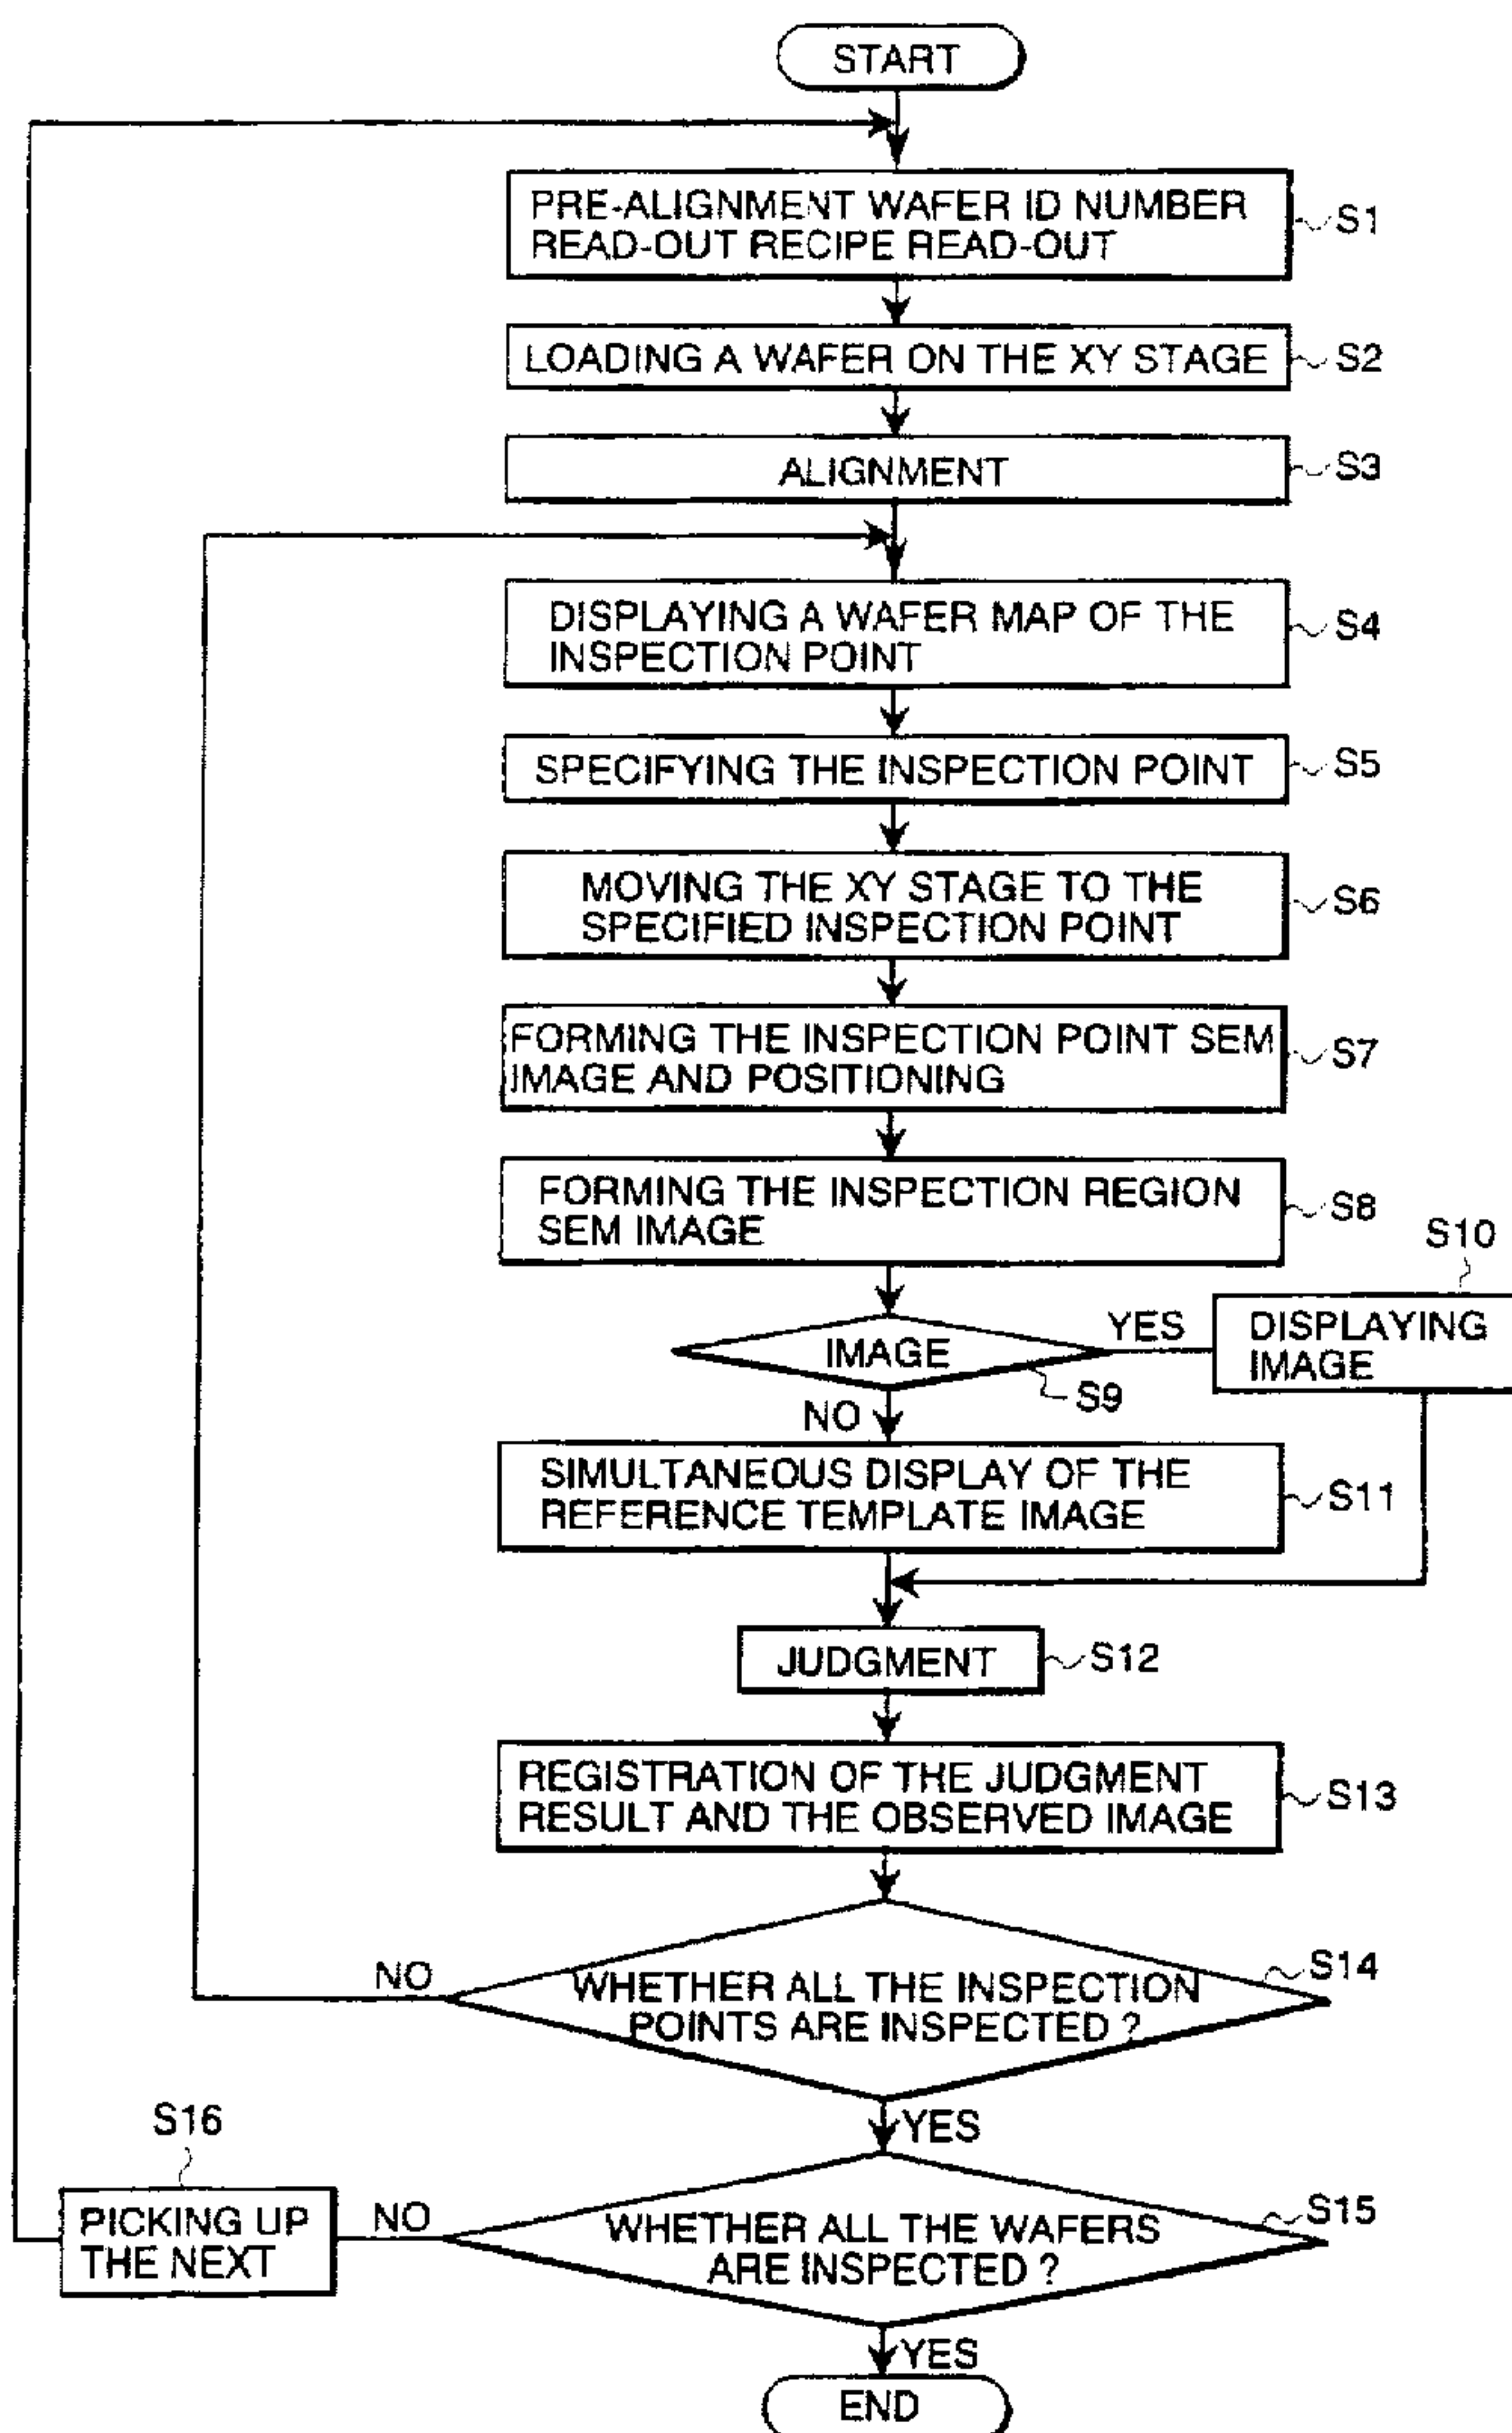 START
PRE-ALIGNMENT WAFER ID NUMBER
READ-OUT RECIPE READ-OUT
S1
LOADING A WAFER ON THE XY STAGE
S2
ALIGNMENT
S3
DISPLAYING A WAFER MAP OF THE
INSPECTION POINT
S4
SPECIFYING THE INSPECTION POINT
S5
MOVING THE XY STAGE TO THE
SPECIFIED INSPECTION POINT
S6
FORMING THE INSPECTION POINT SEM
IMAGE AND POSITIONING
S7
FORMING THE INSPECTION REGION
SEM IMAGE
S8
IMAGE
S9
YES
S10
DISPLAYING
IMAGE
NO
SIMULTANEOUS DISPLAY OF THE
REFERENCE TEMPLATE IMAGE
S11
JUDGMENT
S12
REGISTRATION OF THE JUDGMENT
RESULT AND THE OBSERVED IMAGE
S13
WHETHER ALL THE INSPECTION
POINTS ARE INSPECTED ?
S14
NO
YES
WHETHER ALL THE WAFERS
ARE INSPECTED ?
S15
NO
S16
PICKING UP
THE NEXT
YES
END